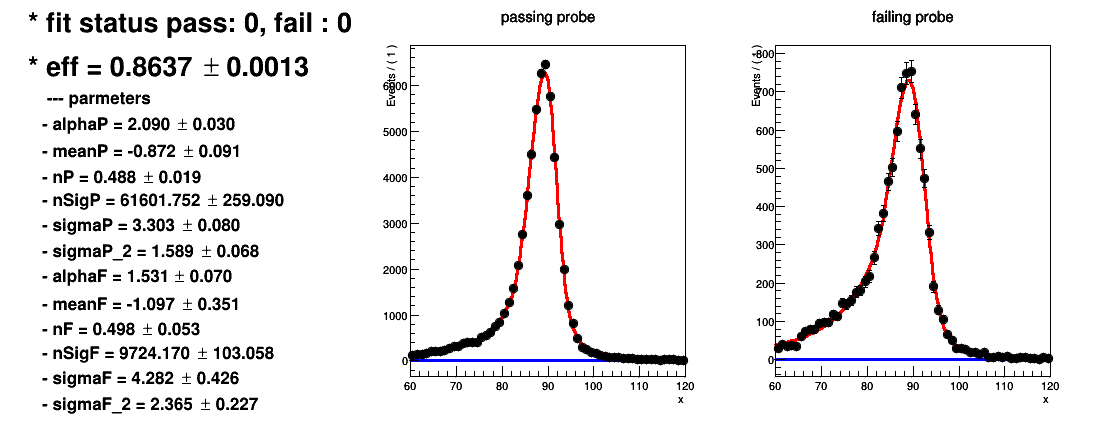 * fit status pass: 0, fail : 0
* eff = 0.8637 ± 0.0013
--- parmeters
- alphaP = 2.090 ± 0.030
- meanP = -0.872 ± 0.091
- nP = 0.488 ± 0.019
- nSigP = 61601.752 ± 259.090
- sigmaP = 3.303 ± 0.080
- sigmaP_2 = 1.589 ± 0.068
- alphaF = 1.531 ± 0.070
- meanF = -1.097 ± 0.351
- nF = 0.498 ± 0.053
- nSigF = 9724.170 ± 103.058
- sigmaF = 4.282 ± 0.426
- sigmaF_2 = 2.365 ± 0.227
passing probe
Events / ( 1 )
6000
5000
4000
3000
2000
1000
0
60 70 80 90 100 110 120
x
failing probe
Events / ( 1 )
800
700
600
500
400
300
200
100
0
60 70 80 90 100 110 120
x